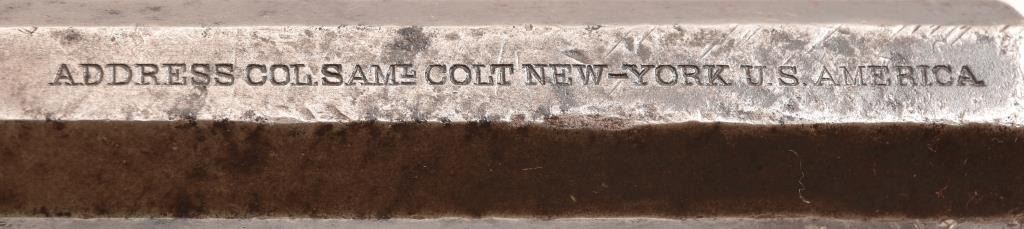 ADDRESS COL. SAML COLT NEW-YORK U.S. AMERICA